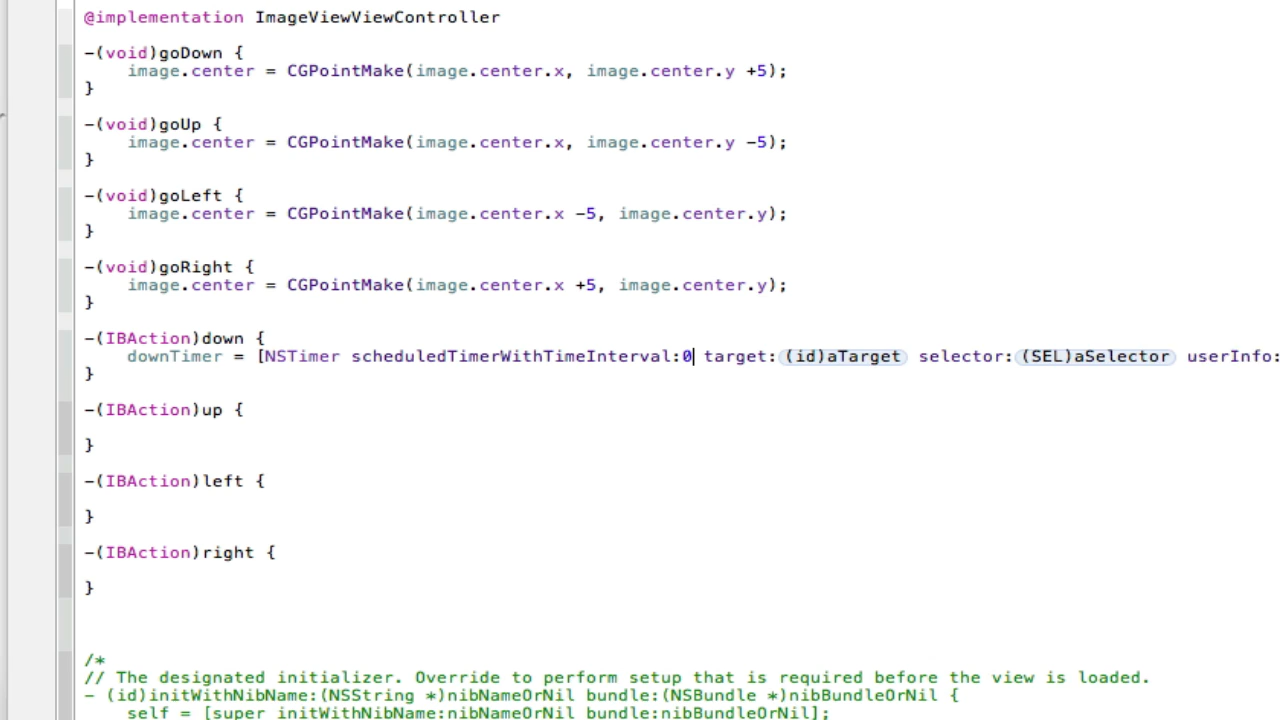 @implementation ImageViewViewController
-(void)goDown {
image.center = CGPointMake(image.center.x, image.center.y +5);
}
-(void)goUp {
image.center = CGPointMake(image.center.x, image.center.y -5);
}
-(void)goLeft {
image.center = CGPointMake(image.center.x -5, image.center.y);
}
-(void)goRight {
image.center = CGPointMake(image.center.x +5, image.center.y);
}
-(IBAction)down {
downTimer = [NSTimer scheduledTimerWithTimeInterval:0 target:(id)aTarget selector:(SEL)aSelector userInfo:
}
-(IBAction)up {
}
-(IBAction)left {
}
-(IBAction)right {
}
/*
// The designated initializer. Override to perform setup that is required before the view is loaded.
- (id)initWithNibName:(NSString *)nibNameOrNil bundle:(NSBundle *)nibBundleOrNil {
self = [super initWithNibName:nibNameOrNil bundle:nibBundleOrNil];